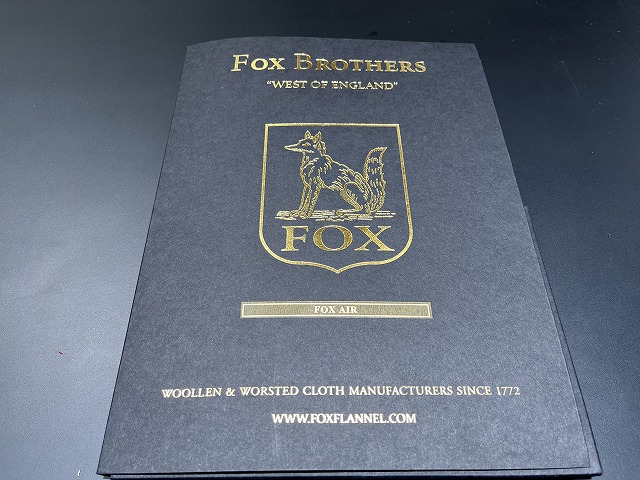 FOX BROTHERS
"WEST OF ENGLAND"
FOX
FOX AIR
WOOLLEN & WORSTED CLOTH MANUFACTURERS SINCE 1772
WWW.FOXFLANNEL.COM